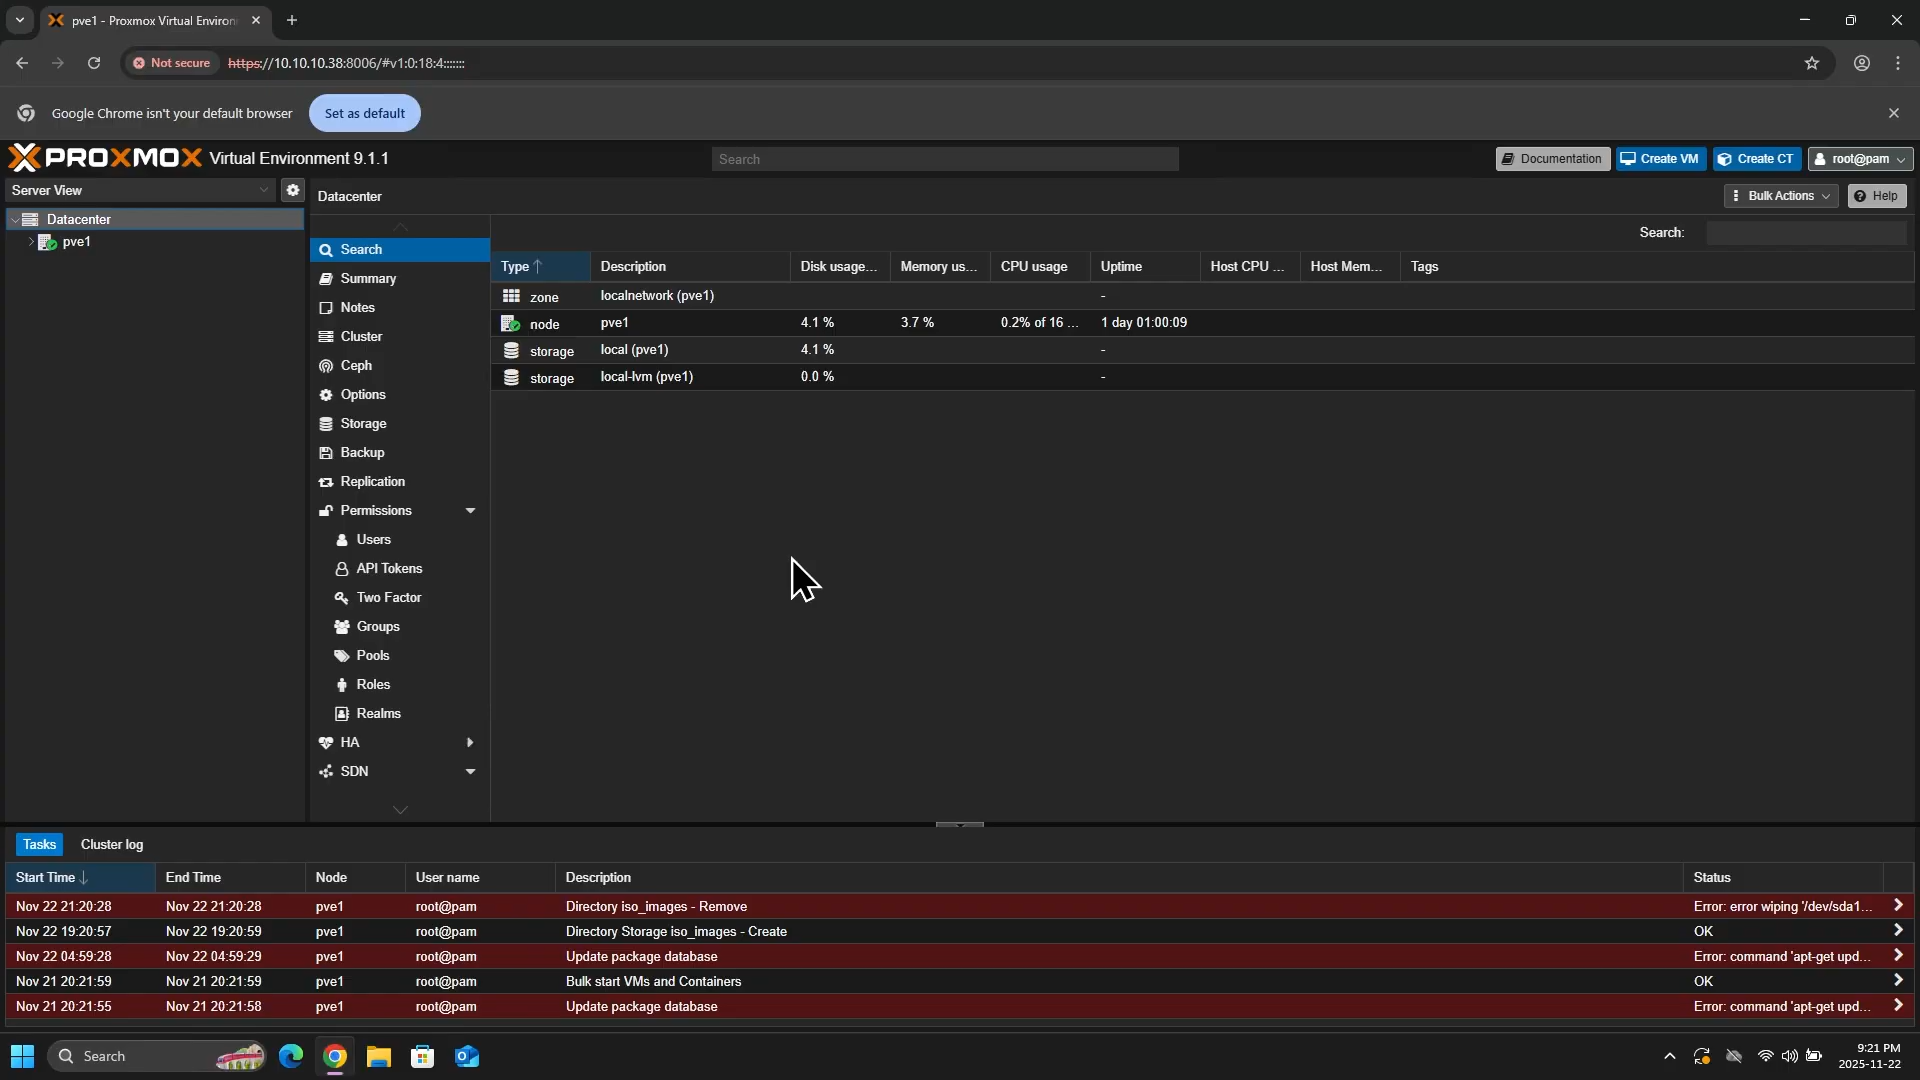 pve1 - Proxmox Virtual Environ
Not secure https://10.10.10.38:8006/#v1:0:18:4:::::::
Google Chrome isn't your default browser Set as default
PROXMOX Virtual Environment 9.1.1 Search Documentation Create VM Create CT root@pam
Server View Datacenter Bulk Actions Help
Datacenter
pve1
Search
Summary
Notes
Cluster
Ceph
Options
Storage
Backup
Replication
Permissions
Users
API Tokens
Two Factor
Groups
Pools
Roles
Realms
HA
SDN
Search:
Type Description Disk usage... Memory us... CPU usage Uptime Host CPU ... Host Mem... Tags
zone localnetwork (pve1) -
node pve1 4.1 % 3.7 % 0.2% of 16 ... 1 day 01:00:09
storage local (pve1) 4.1 % -
storage local-lvm (pve1) 0.0 % -
Tasks Cluster log
Start Time End Time Node User name Description Status
Nov 22 21:20:28 Nov 22 21:20:28 pve1 root@pam Directory iso_images - Remove Error: error wiping '/dev/sda1...
Nov 22 19:20:57 Nov 22 19:20:59 pve1 root@pam Directory Storage iso_images - Create OK
Nov 22 04:59:28 Nov 22 04:59:29 pve1 root@pam Update package database Error: command 'apt-get upd...
Nov 21 20:21:59 Nov 21 20:21:59 pve1 root@pam Bulk start VMs and Containers OK
Nov 21 20:21:55 Nov 21 20:21:58 pve1 root@pam Update package database Error: command 'apt-get upd...
Search 9:21 PM
2025-11-22